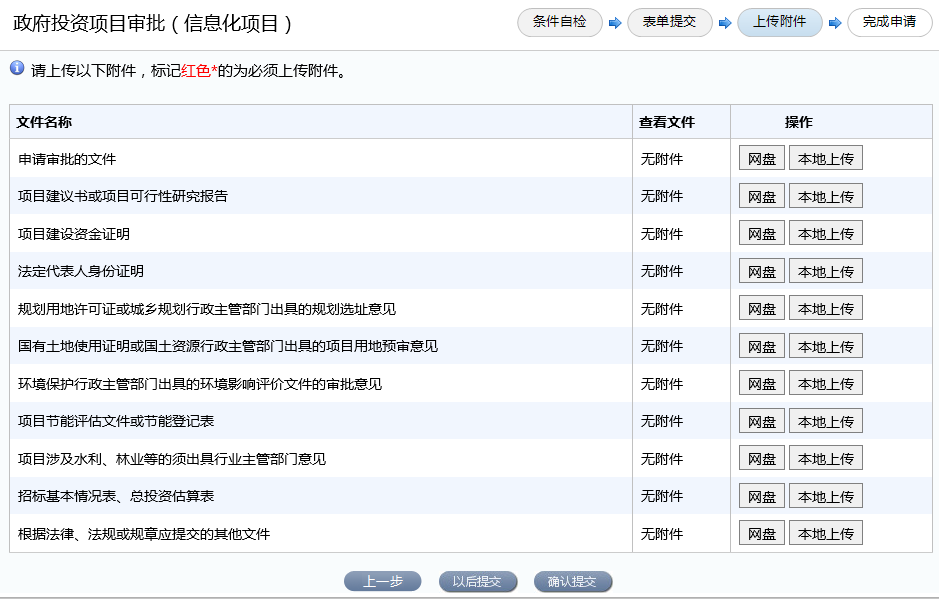 政府投资项目审批（信息化项目） 条件自检 表单提交 上传附件 完成申请
请上传以下附件，标记红色*的为必须上传附件。
文件名称 查看文件 操作
申请审批的文件 无附件 网盘 本地上传
项目建议书或项目可行性研究报告 无附件 网盘 本地上传
项目建设资金证明 无附件 网盘 本地上传
法定代表人身份证明 无附件 网盘 本地上传
规划用地许可证或城乡规划行政主管部门出具的规划选址意见 无附件 网盘 本地上传
国有土地使用证明或国土资源行政主管部门出具的项目用地预审意见 无附件 网盘 本地上传
环境保护行政主管部门出具的环境影响评价文件的审批意见 无附件 网盘 本地上传
项目节能评估文件或节能登记表 无附件 网盘 本地上传
项目涉及水利、林业等的须出具行业主管部门意见 无附件 网盘 本地上传
招标基本情况表、总投资估算表 无附件 网盘 本地上传
根据法律、法规或规章应提交的其他文件 无附件 网盘 本地上传
上一步 以后提交 确认提交